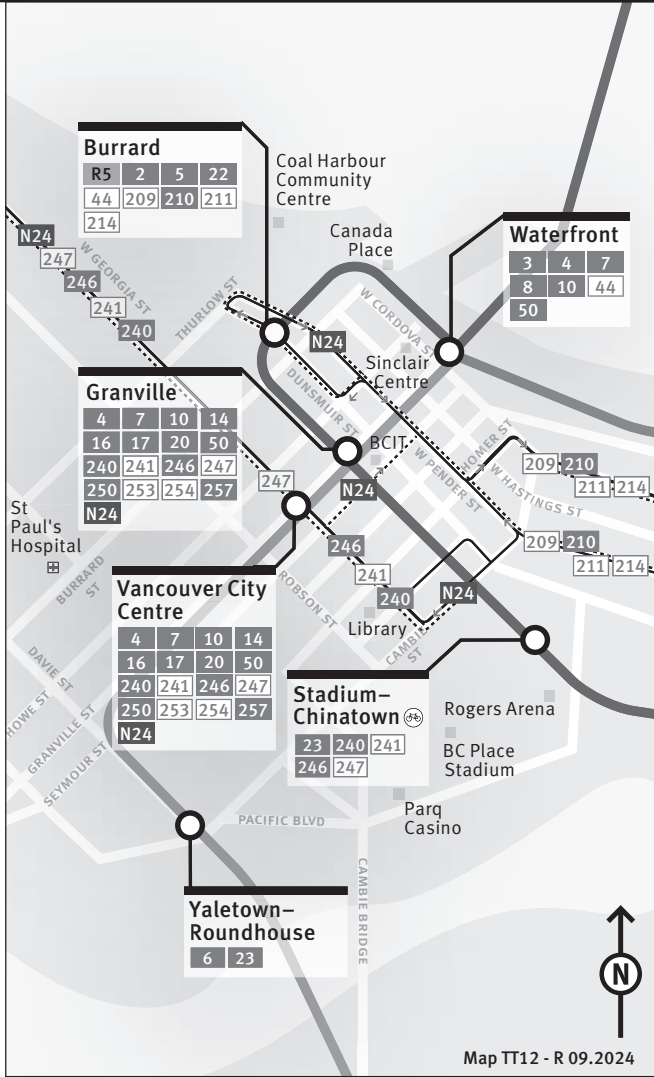 Burrard
R5 2 5 22
44 209 210 211
214
Coal Harbour
Community
Centre
Canada
Place
Waterfront
3 4 7
8 10 44
50
N24
247
246
241
240
W GEORGIA ST
THURLOW ST
W CORDOVA ST
N24
Sinclair
Centre
DUNSMUIR ST
Granville
4 7 10 14
16 17 20 50
240 241 246 247
250 253 254 257
N24
BCIT
W PENDER ST
HOMER ST
W HASTINGS ST
209 210
211 214
209 210
211 214
247
N24
246
241
240
N24
St
Paul's
Hospital
BURRARD
ST
ROBSON ST
Library
CAMBIE
ST
Vancouver City
Centre
4 7 10 14
16 17 20 50
240 241 246 247
250 253 254 257
N24
DAVIE ST
HOWE ST
GRANVILLE ST
SEYMOUR ST
Stadium–
Chinatown
23 240 241
246 247
Rogers Arena
BC Place
Stadium
Parq
Casino
PACIFIC BLVD
CAMBIE BRIDGE
Yaletown–
Roundhouse
6 23
N
Map TT12 - R 09.2024